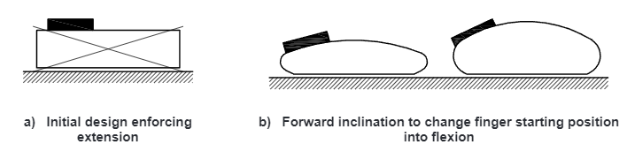 a) Initial design enforcing
extension
b) Forward inclination to change finger starting position
into flexion